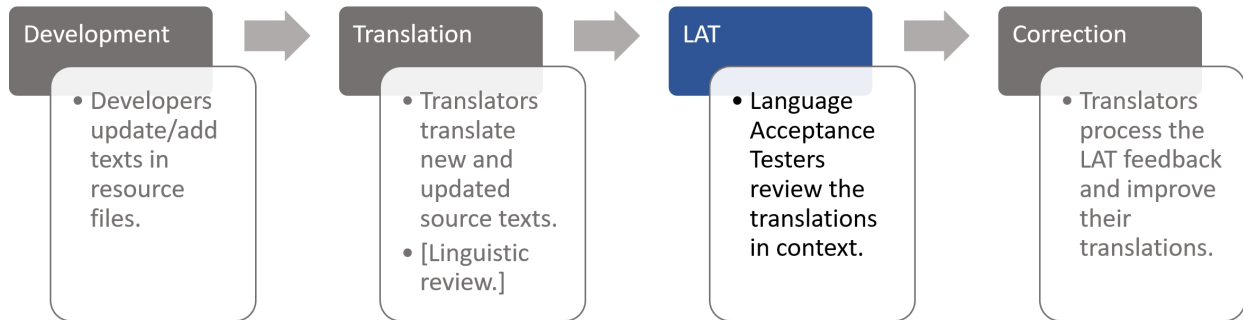 Development
• Developers
update/add
texts in
resource
files.
Translation
• Translators
translate
new and
updated
source texts.
• [Linguistic
review.]
LAT
• Language
Acceptance
Testers
review the
translations
in context.
Correction
• Translators
process the
LAT feedback
and improve
their
translations.